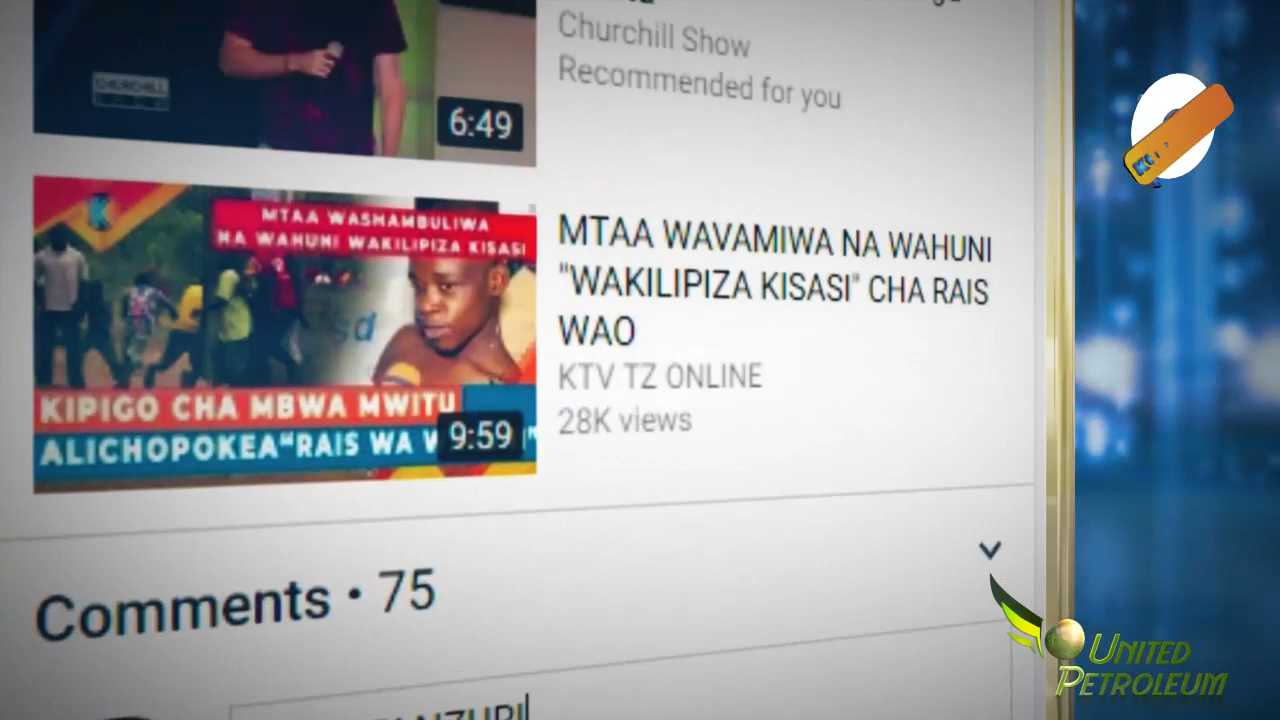 Churchill Show
Recommended for you
CHURCHILL
6:49
MTAA WASHAMBULIWA
NA WAHUNI WAKILIPIZA KISASI
KIPIGO CHA MBWA MWITU
ALICHOPOKEA“RAIS WA
9:59
MTAA WAVAMIWA NA WAHUNI
"WAKILIPIZA KISASI" CHA RAIS
WAO
KTV TZ ONLINE
28K views
Comments • 75
UNITED
PETROLEUM